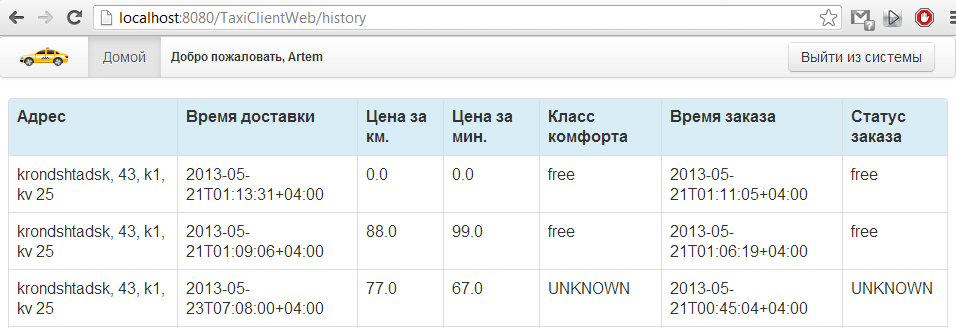 localhost:8080/TaxiClientWeb/history
Домой Добро пожаловать, Artem Выйти из системы
Адрес Время доставки Цена за км. Цена за мин. Класс комфорта Время заказа Статус заказа
krondshtadsk, 43, k1, kv 25 2013-05-21T01:13:31+04:00 0.0 0.0 free 2013-05-21T01:11:05+04:00 free
krondshtadsk, 43, k1, kv 25 2013-05-21T01:09:06+04:00 88.0 99.0 free 2013-05-21T01:06:19+04:00 free
krondshtadsk, 43, k1, kv 25 2013-05-23T07:08:00+04:00 77.0 67.0 UNKNOWN 2013-05-21T00:45:04+04:00 UNKNOWN